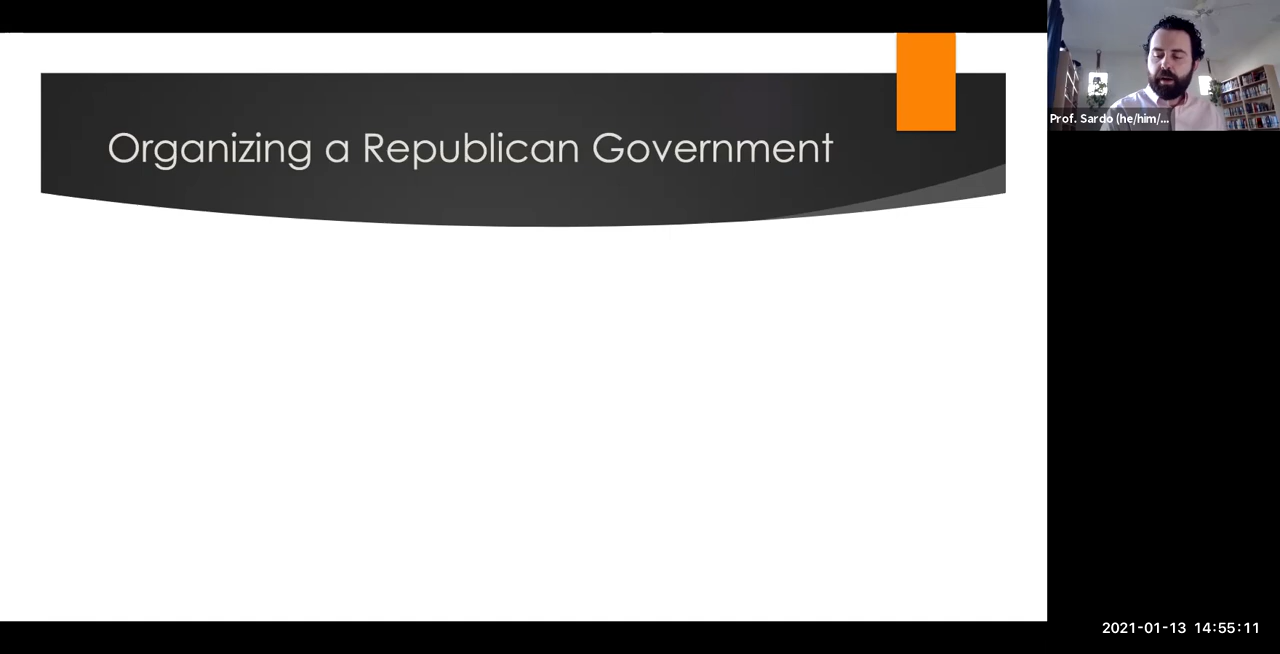 Organizing a Republican Government
Prof. Sardo (he/him/...
2021-01-13 14:55:11